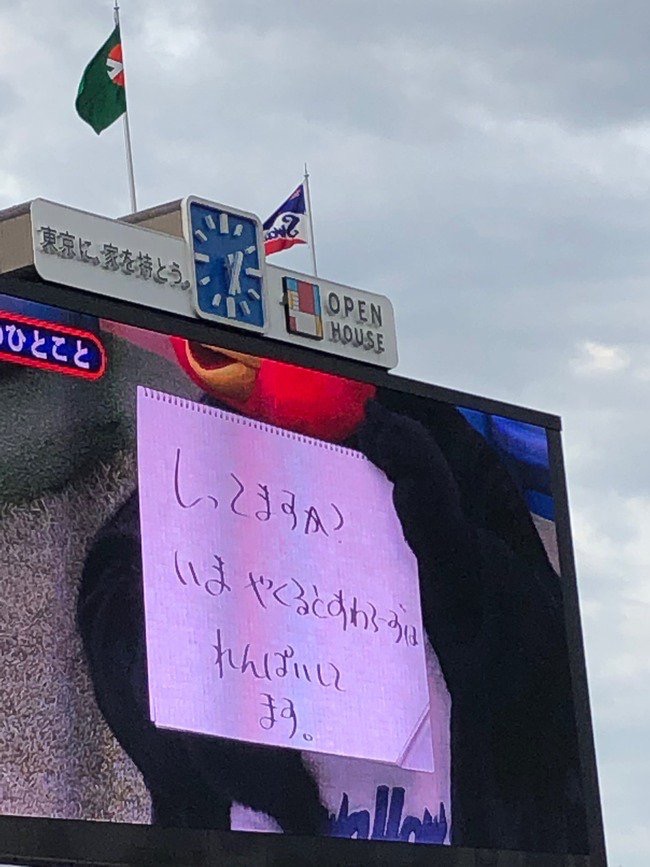 東京に、家を持とう。
OPEN
HOUSE
のひとこと
しってますか?
いま やくるとすわろーずは
れんぱいして
ます。
wallow